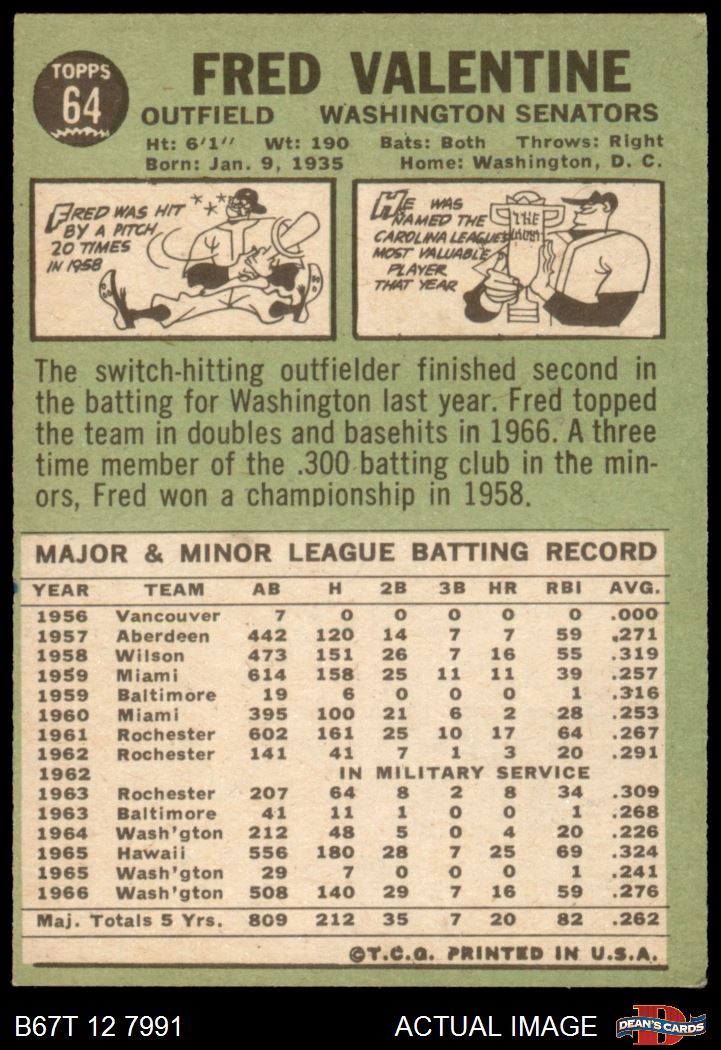 TOPPS
64
FRED VALENTINE
OUTFIELD WASHINGTON SENATORS
Ht: 6'1" Wt: 190 Bats: Both Throws: Right
Born: Jan. 9, 1935 Home: Washington, D. C.
FRED WAS HIT
BY A PITCH
20 TIMES
IN 1958
HE WAS
NAMED THE
CAROLINA LEAGUE'S
MOST VALUABLE
PLAYER
THAT YEAR
THE
The switch-hitting outfielder finished second in
the batting for Washington last year. Fred topped
the team in doubles and basehits in 1966. A three
time member of the .300 batting club in the min-
ors, Fred won a championship in 1958.
MAJOR & MINOR LEAGUE BATTING RECORD
YEAR TEAM AB H 2B 3B HR RBI AVG.
1956 Vancouver 7 0 0 0 0 0 .000
1957 Aberdeen 442 120 14 7 7 59 .271
1958 Wilson 473 151 26 7 16 55 .319
1959 Miami 614 158 25 11 11 39 .257
1959 Baltimore 19 6 0 0 0 1 .316
1960 Miami 395 100 21 6 2 28 .253
1961 Rochester 602 161 25 10 17 64 .267
1962 Rochester 141 41 7 1 3 20 .291
1962 IN MILITARY SERVICE
1963 Rochester 207 64 8 2 8 34 .309
1963 Baltimore 41 11 1 0 0 1 .268
1964 Wash'gton 212 48 5 0 4 20 .226
1965 Hawaii 556 180 28 7 25 69 .324
1965 Wash'gton 29 7 0 0 0 1 .241
1966 Wash'gton 508 140 29 7 16 59 .276
Maj. Totals 5 Yrs. 809 212 35 7 20 82 .262
©T.C.G. PRINTED IN U.S.A.
B67T 12 7991 ACTUAL IMAGE
DEAN'S CARDS